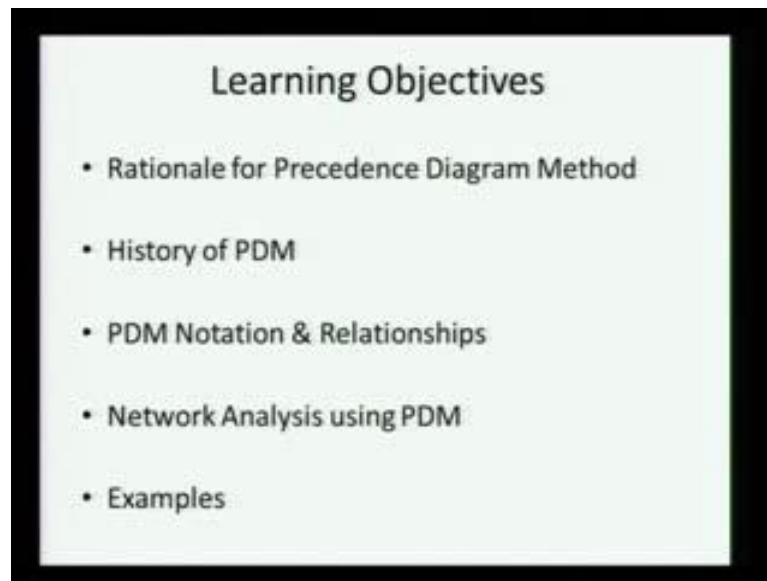 Learning Objectives
• Rationale for Precedence Diagram Method
• History of PDM
• PDM Notation & Relationships
• Network Analysis using PDM
• Examples